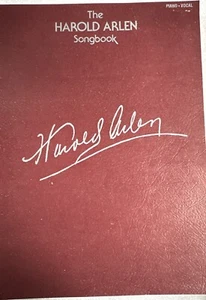 PIANO • VOCAL
The
HAROLD ARLEN
Songbook
Harold Arlen